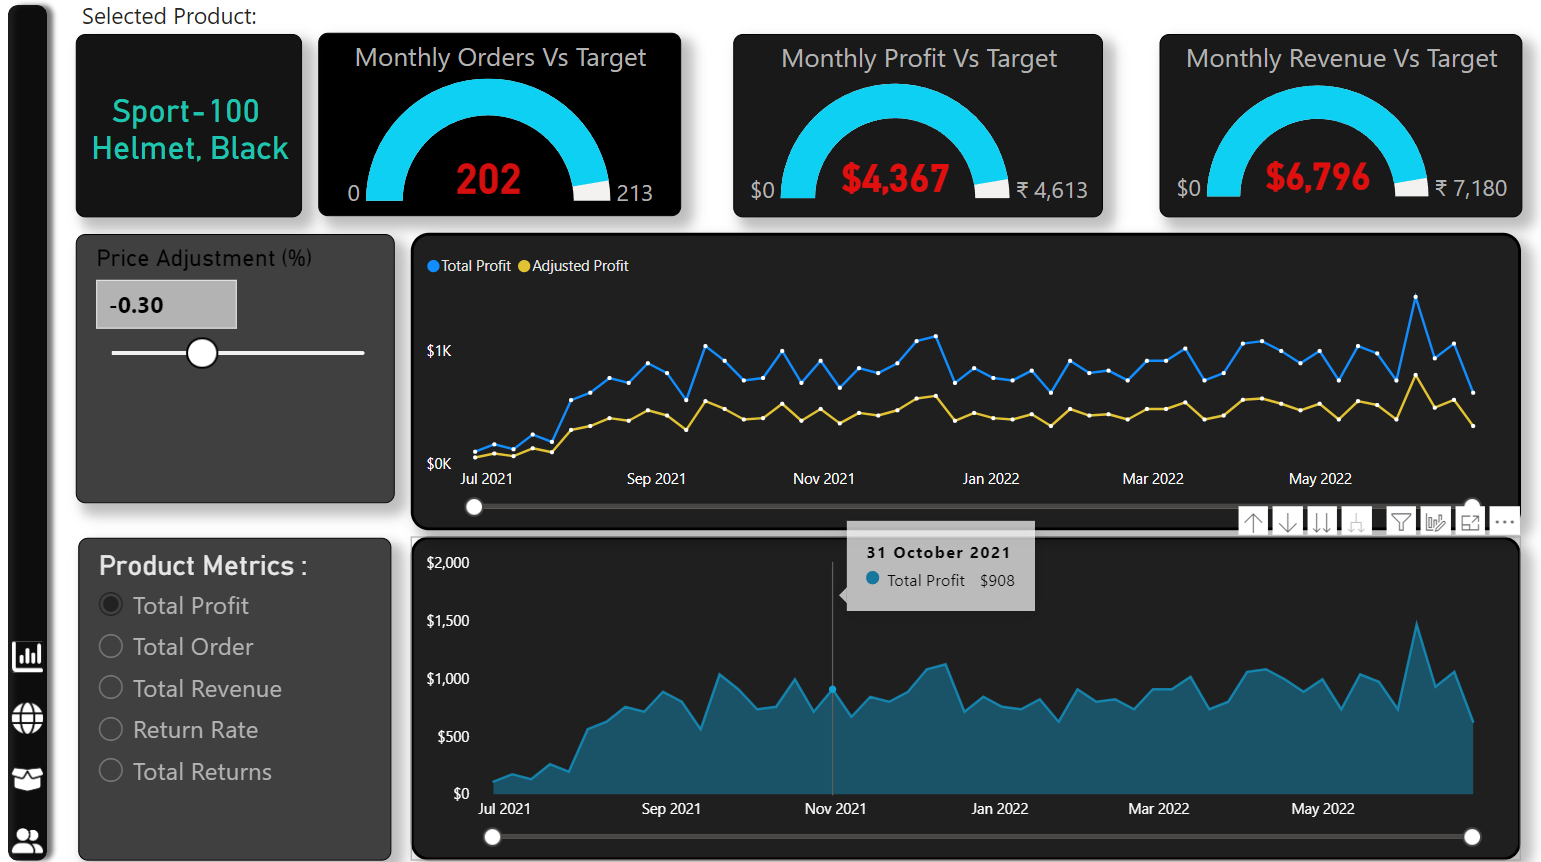 Selected Product:
Sport-100
Helmet, Black
Monthly Orders Vs Target
202
0
213
Monthly Profit Vs Target
$4,367
$0
₹ 4,613
Monthly Revenue Vs Target
$6,796
$0
₹ 7,180
Price Adjustment (%)
-0.30
Total Profit Adjusted Profit
$1K
$0K
Jul 2021 Sep 2021 Nov 2021 Jan 2022 Mar 2022 May 2022
Product Metrics :
Total Profit
Total Order
Total Revenue
Return Rate
Total Returns
31 October 2021
Total Profit $908
$2,000
$1,500
$1,000
$500
$0
Jul 2021 Sep 2021 Nov 2021 Jan 2022 Mar 2022 May 2022